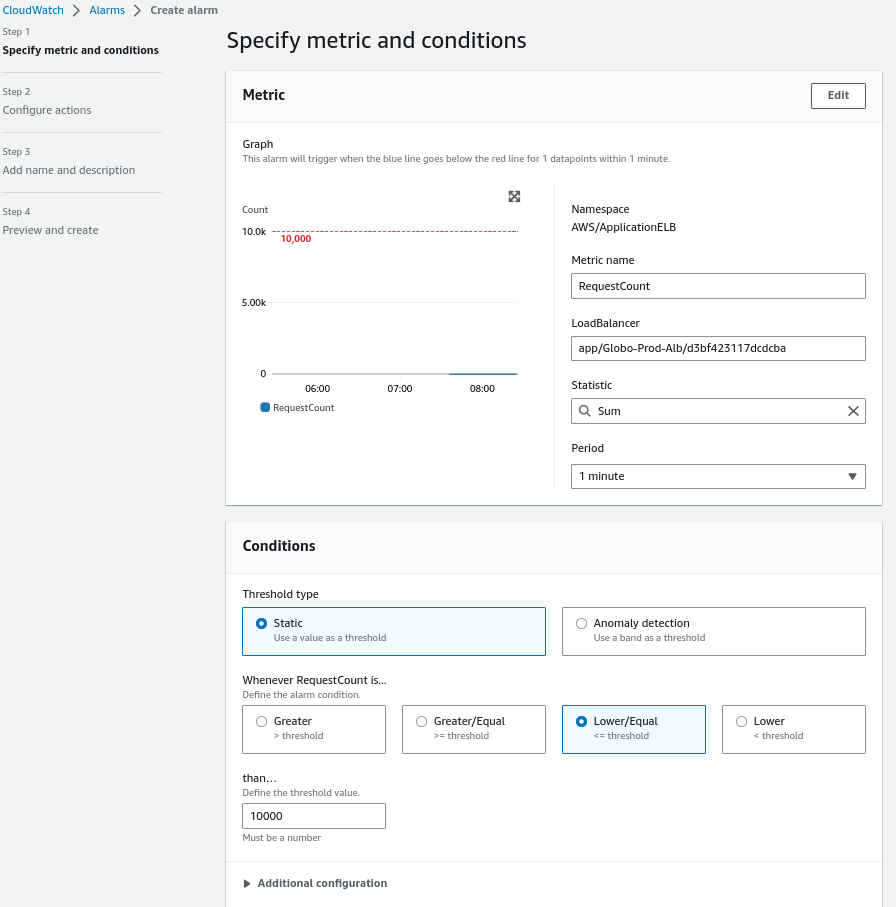 CloudWatch > Alarms > Create alarm
Step 1
Specify metric and conditions
Step 2
Configure actions
Step 3
Add name and description
Step 4
Preview and create
Specify metric and conditions
Metric
Edit
Graph
This alarm will trigger when the blue line goes below the red line for 1 datapoints within 1 minute.
Count
10.0k
10,000
5.00k
0
06:00 07:00 08:00
RequestCount
Namespace
AWS/ApplicationELB
Metric name
RequestCount
LoadBalancer
app/Globo-Prod-Alb/d3bf423117dcdcba
Statistic
Sum
Period
1 minute
Conditions
Threshold type
Static
Use a value as a threshold
Anomaly detection
Use a band as a threshold
Whenever RequestCount is...
Define the alarm condition.
Greater
> threshold
Greater/Equal
>= threshold
Lower/Equal
<= threshold
Lower
< threshold
than...
Define the threshold value.
10000
Must be a number
Additional configuration